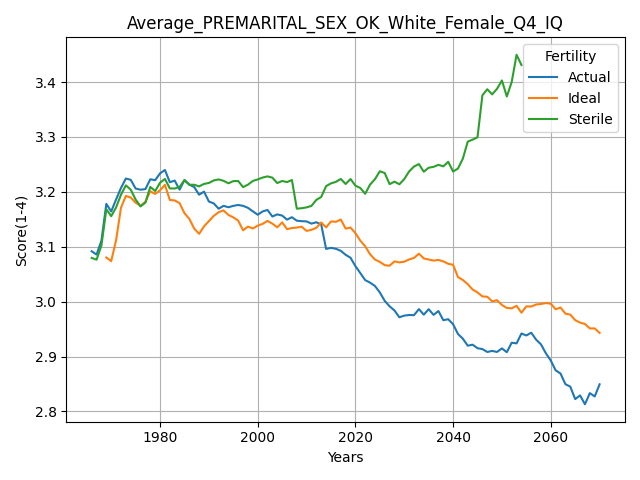 Average_PREMARITAL_SEX_OK_White_Female_Q4_IQ
Fertility
Actual
Ideal
Sterile
Score(1-4)
3.4
3.3
3.2
3.1
3.0
2.9
2.8
1980 2000 2020 2040 2060
Years